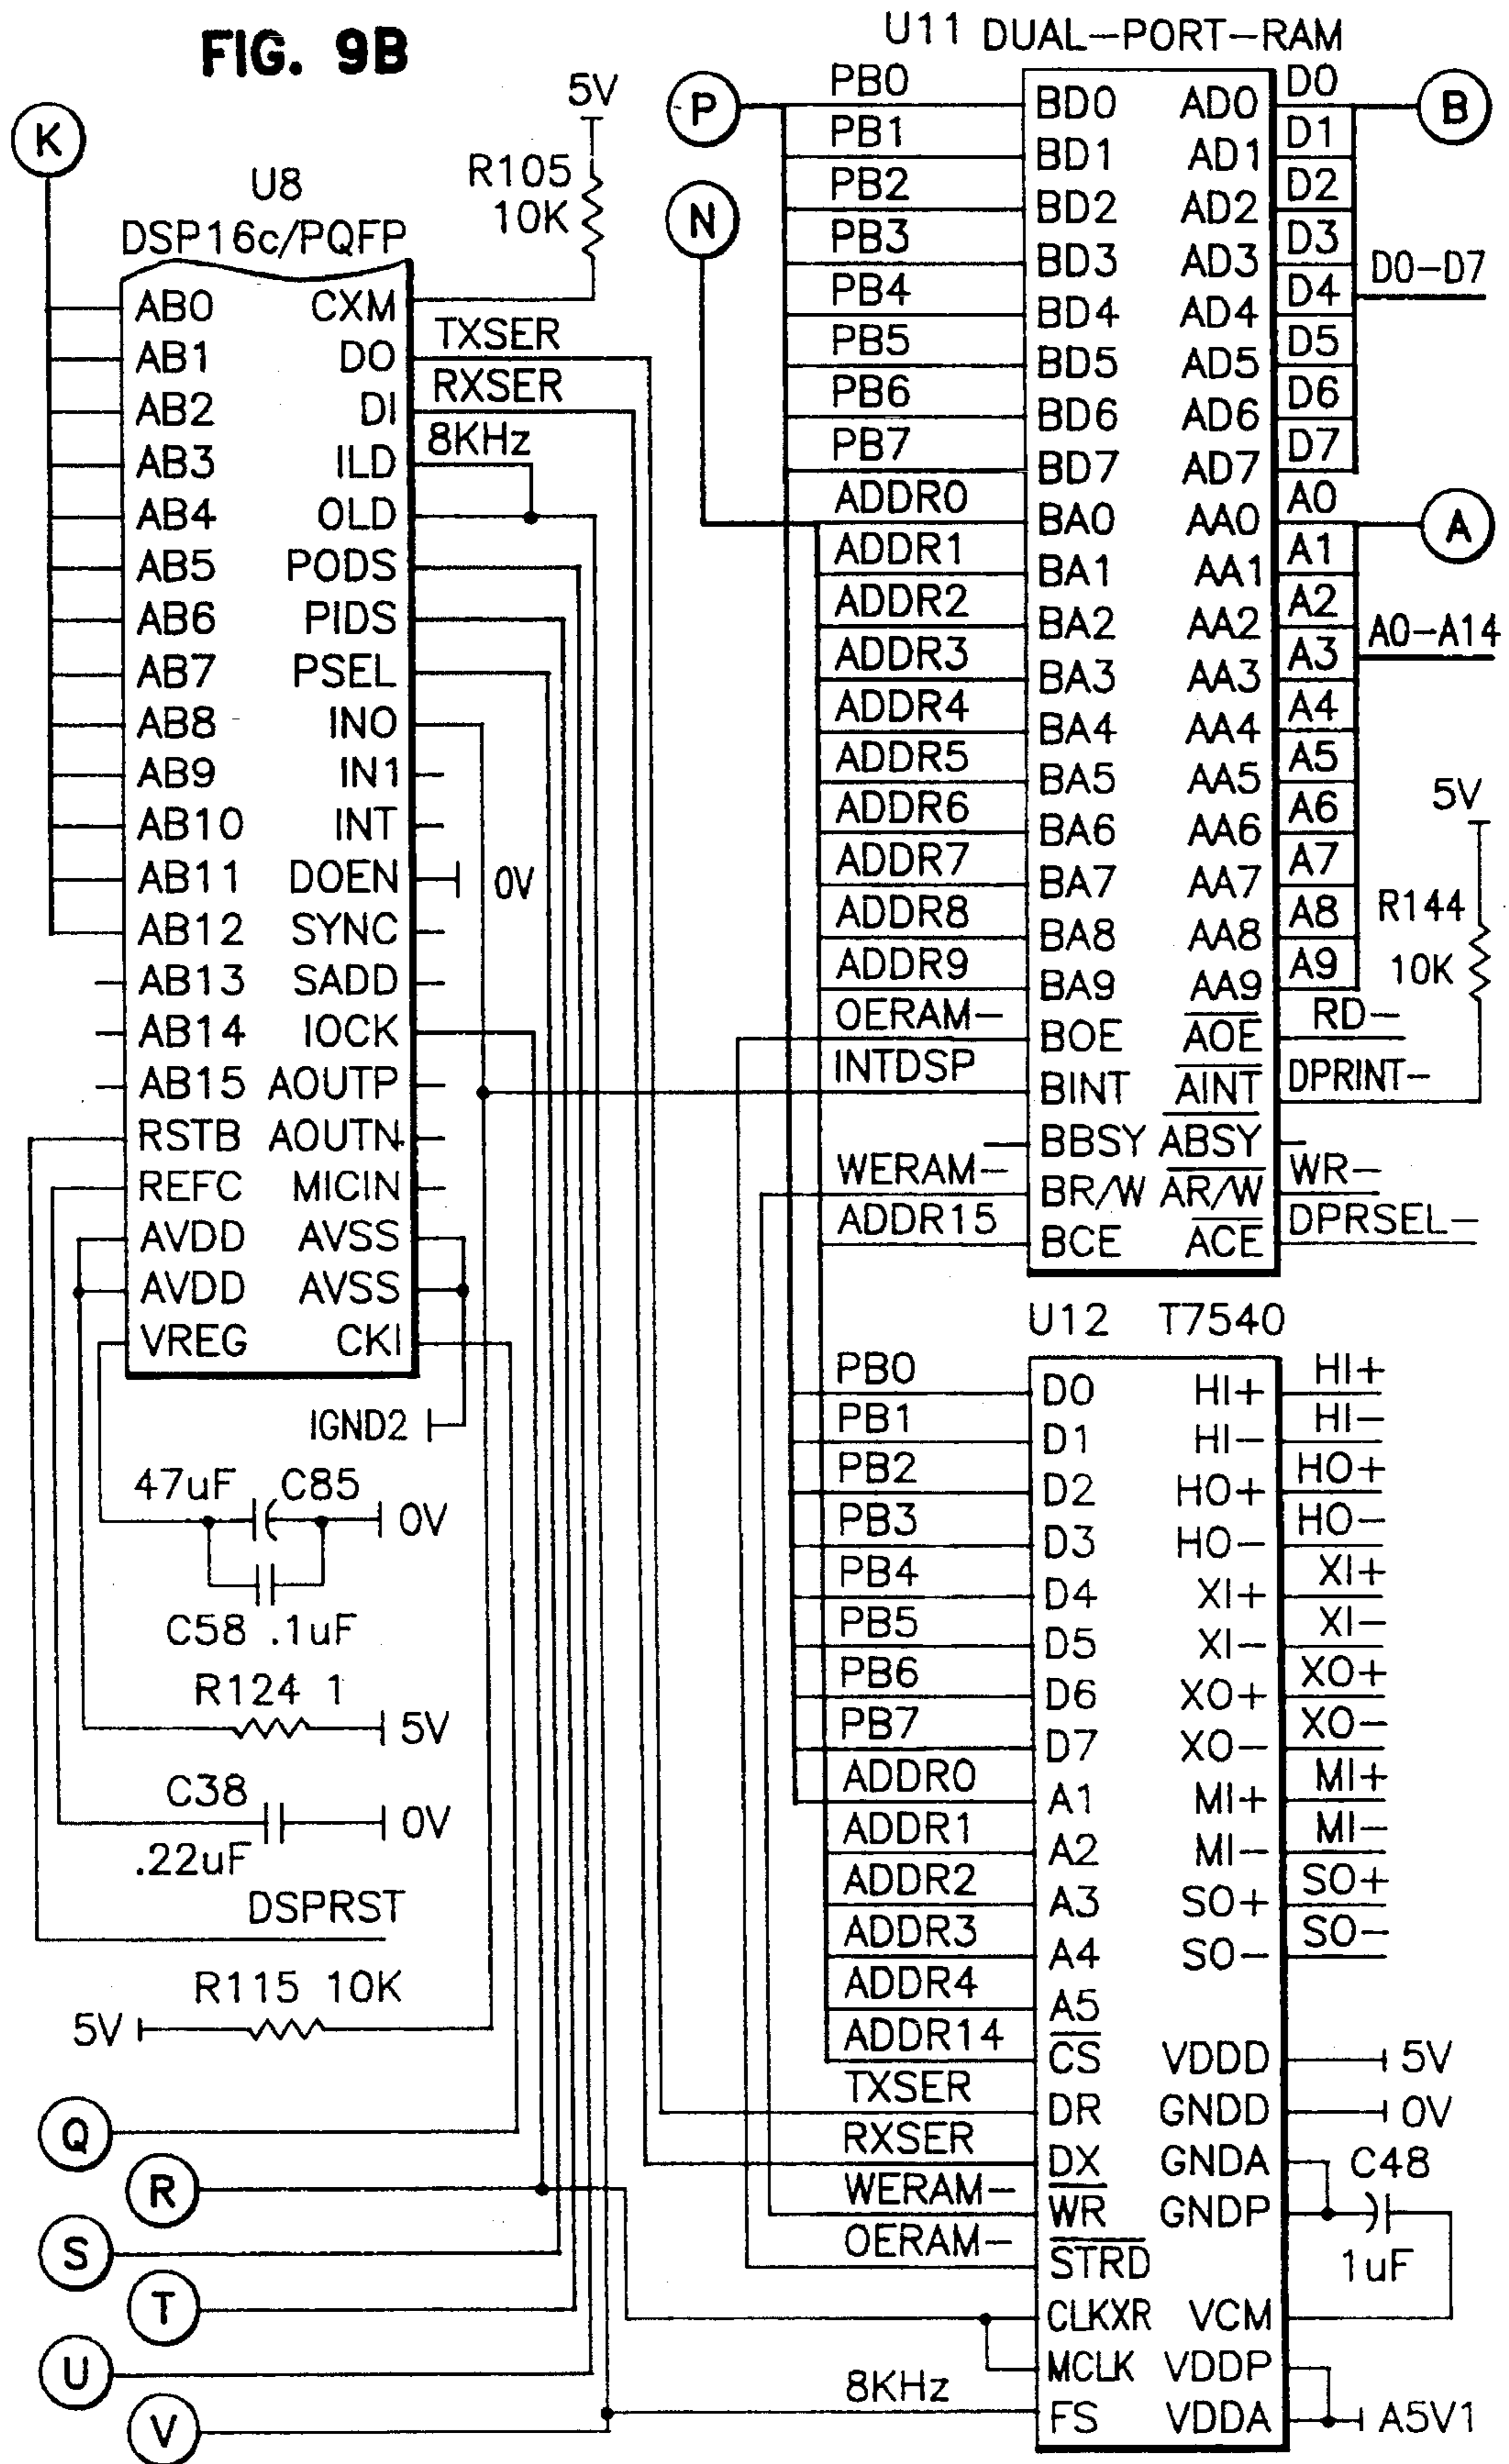 FIG. 9B
K
U8
DSP16c/PQFP
5V
R105
10K
AB0 CXM
AB1 DO TXSER
AB2 DI RXSER
AB3 ILD 8KHz
AB4 OLD
AB5 PODS
AB6 PIDS
AB7 PSEL
AB8 INO
AB9 IN1
AB10 INT
AB11 DOEN 0V
AB12 SYNC
AB13 SADD
AB14 IOCK
AB15 AOUTP
RSTB AOUTN
REFC MICIN
AVDD AVSS
AVDD AVSS
VREG CKI
IGND2
47uF C85
0V
C58 .1uF
R124 1
5V
C38
0V
.22uF
DSPRST
R115 10K
5V
Q
R
S
T
U
V
U11 DUAL-PORT-RAM
P
N
B
A
PB0 BD0 AD0 D0
PB1 BD1 AD1 D1
PB2 BD2 AD2 D2
PB3 BD3 AD3 D3
D0-D7
PB4 BD4 AD4 D4
PB5 BD5 AD5 D5
PB6 BD6 AD6 D6
PB7 BD7 AD7 D7
ADDR0 BA0 AA0 A0
ADDR1 BA1 AA1 A1
ADDR2 BA2 AA2 A2
A0-A14
ADDR3 BA3 AA3 A3
ADDR4 BA4 AA4 A4
ADDR5 BA5 AA5 A5
ADDR6 BA6 AA6 A6
ADDR7 BA7 AA7 A7
ADDR8 BA8 AA8 A8
ADDR9 BA9 AA9 A9
5V
R144
10K
OERAM- BOE AOE RD-
INTDSP BINT AINT DPRINT-
BBSY ABSY
WERAM- BR/W AR/W WR-
ADDR15 BCE ACE DPRSEL-
U12 T7540
PB0 D0 HI+ HI+
PB1 D1 HI- HI-
PB2 D2 HO+ HO+
PB3 D3 HO- HO-
PB4 D4 XI+ XI+
PB5 D5 XI- XI-
PB6 D6 XO+ XO+
PB7 D7 XO- XO-
ADDR0 A1 MI+ MI+
ADDR1 A2 MI- MI-
ADDR2 A3 SO+ SO+
ADDR3 A4 SO- SO-
ADDR4 A5
ADDR14 CS VDDD 5V
TXSER DR GNDD 0V
RXSER DX GNDA C48
WERAM- WR GNDP
OERAM- STRD 1uF
CLKXR VCM
MCLK VDDP
8KHz FS VDDA A5V1